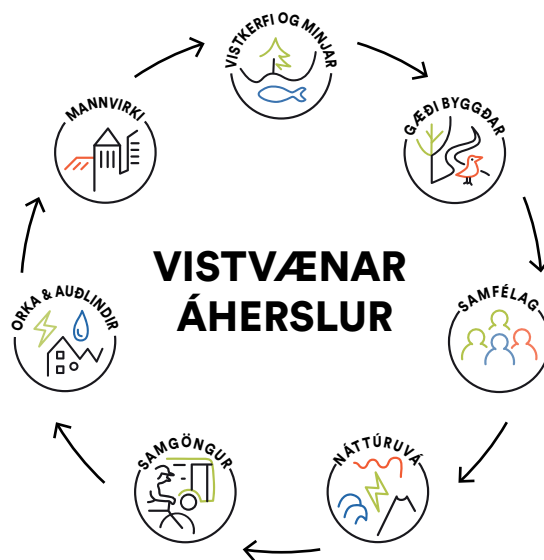 VISTKERFI OG MINJAR
GÆÐI BYGGÐAR
SAMFÉLAG
NÁTTÚRUVÁ
SAMGÖNGUR
ORKA & AUÐLINDIR
MANNVIRKI
VISTVÆNAR
ÁHERSLUR